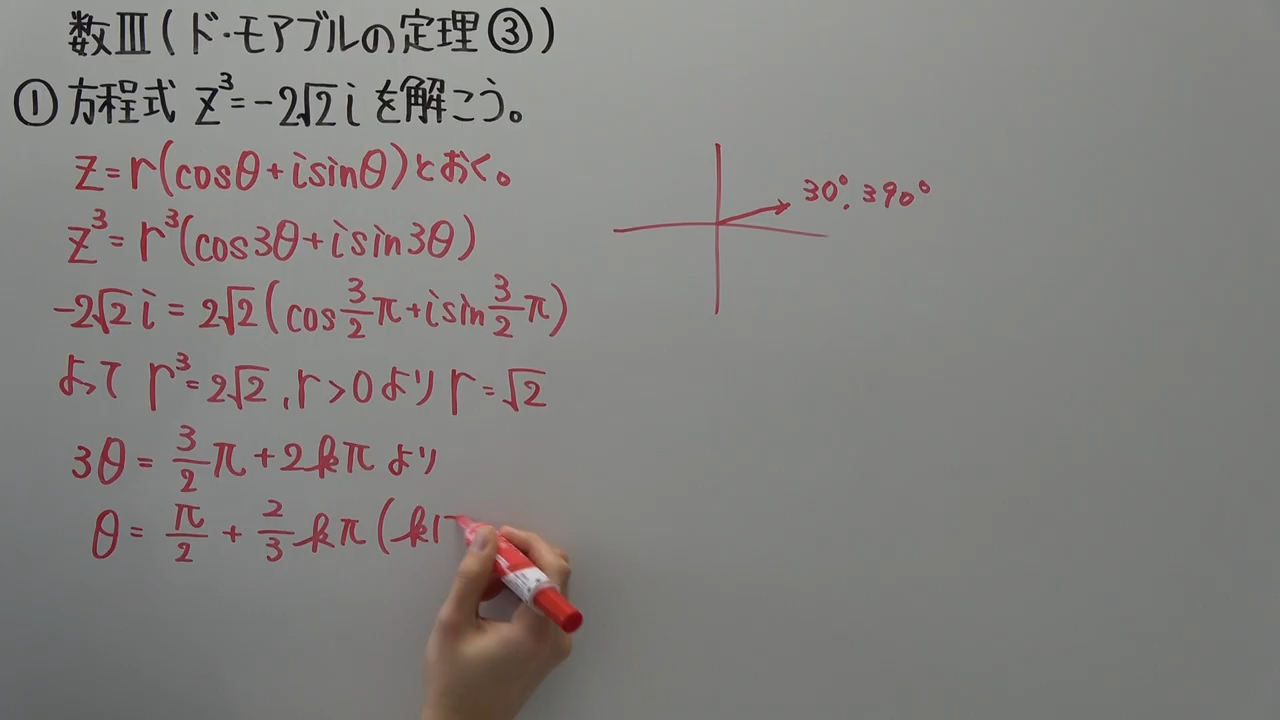 数Ⅲ(ド・モアブルの定理③)
①方程式 z³=-2√2i を解こう。
z=r(cosθ+isinθ)とおく。
z³=r³(cos3θ+isin3θ)
-2√2i=2√2(cos3/2π+isin3/2π)
よって r³=2√2, r>0より r=√2
3θ=3/2π+2kπ より
θ=π/2+2/3kπ(k
30°, 390°